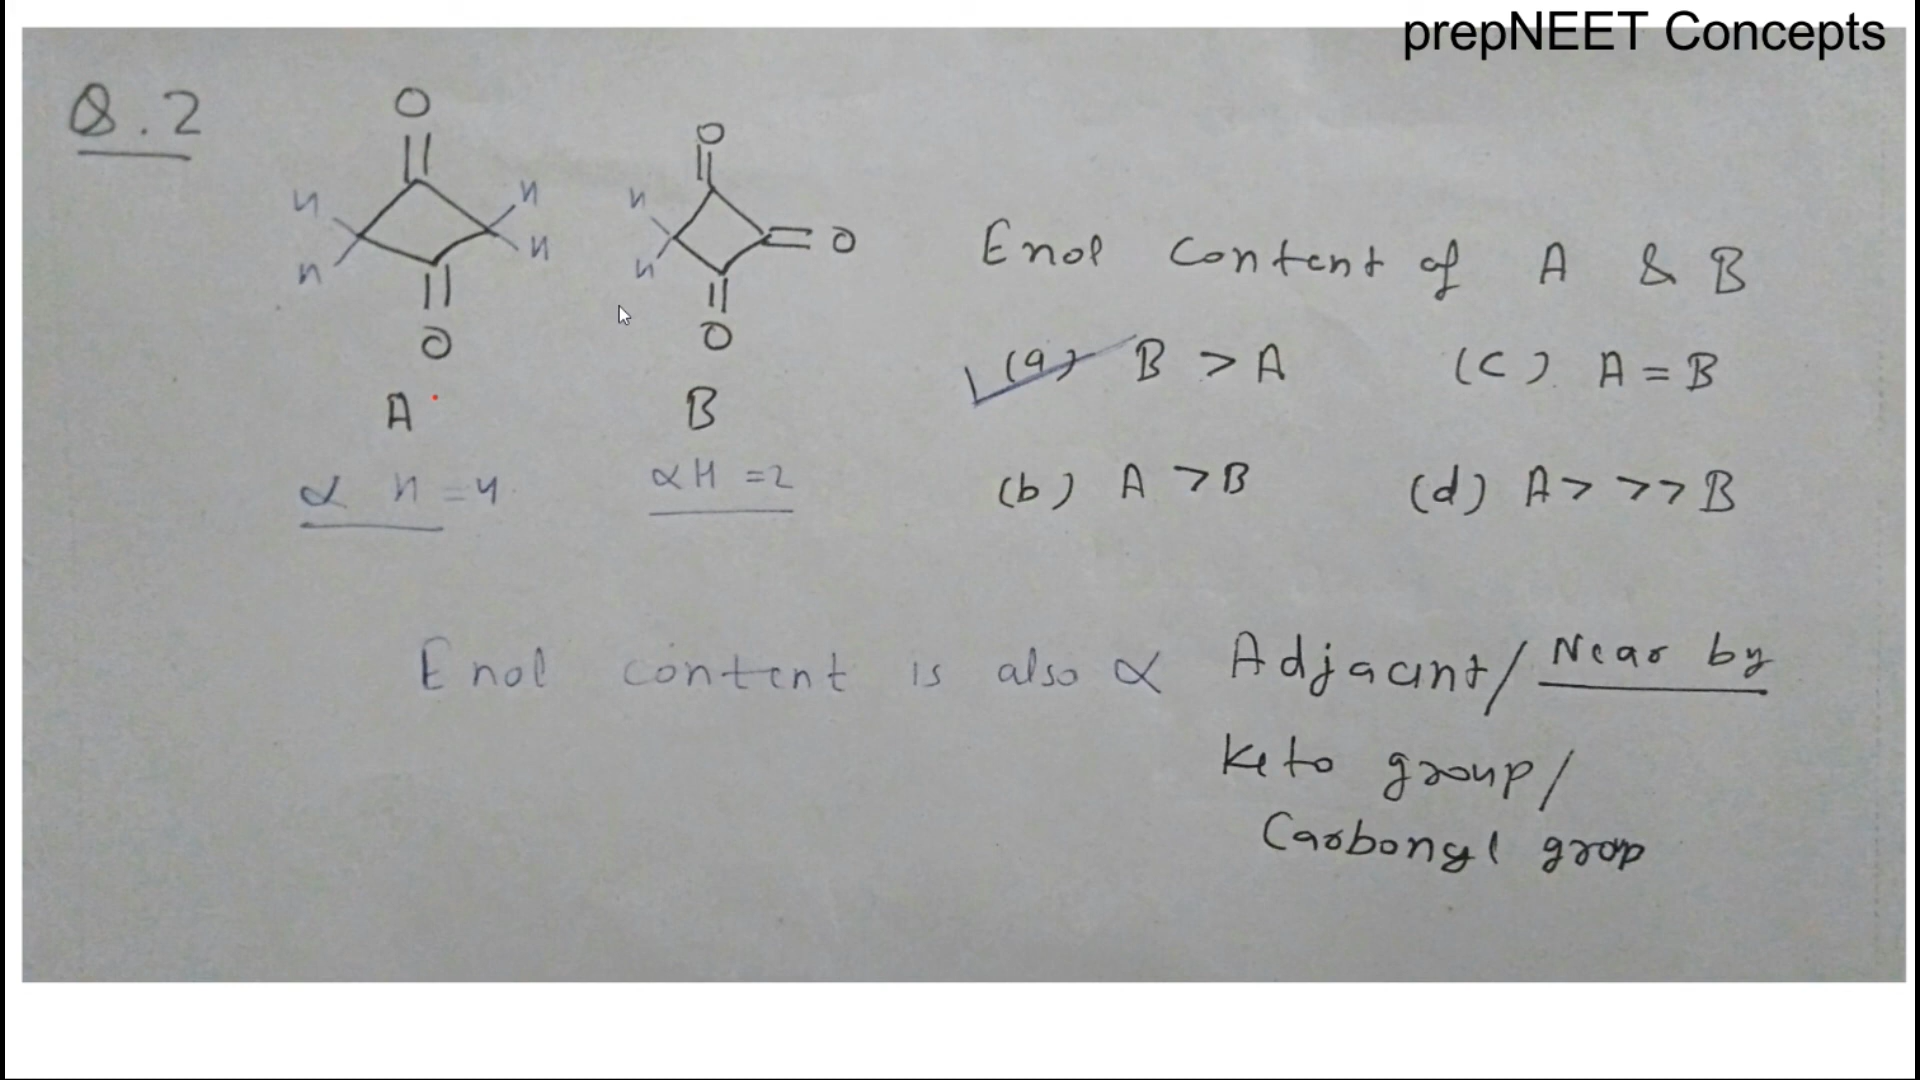 prepNEET Concepts
Q.2
O O
H H H
H H H O
O O
A B
α H =4 αH =2
Enol Content of A & B
(a) B > A (c) A = B
(b) A > B (d) A > >> B
Enol content is also α Adjacent/Near by
Keto group/
Carbonyl grop